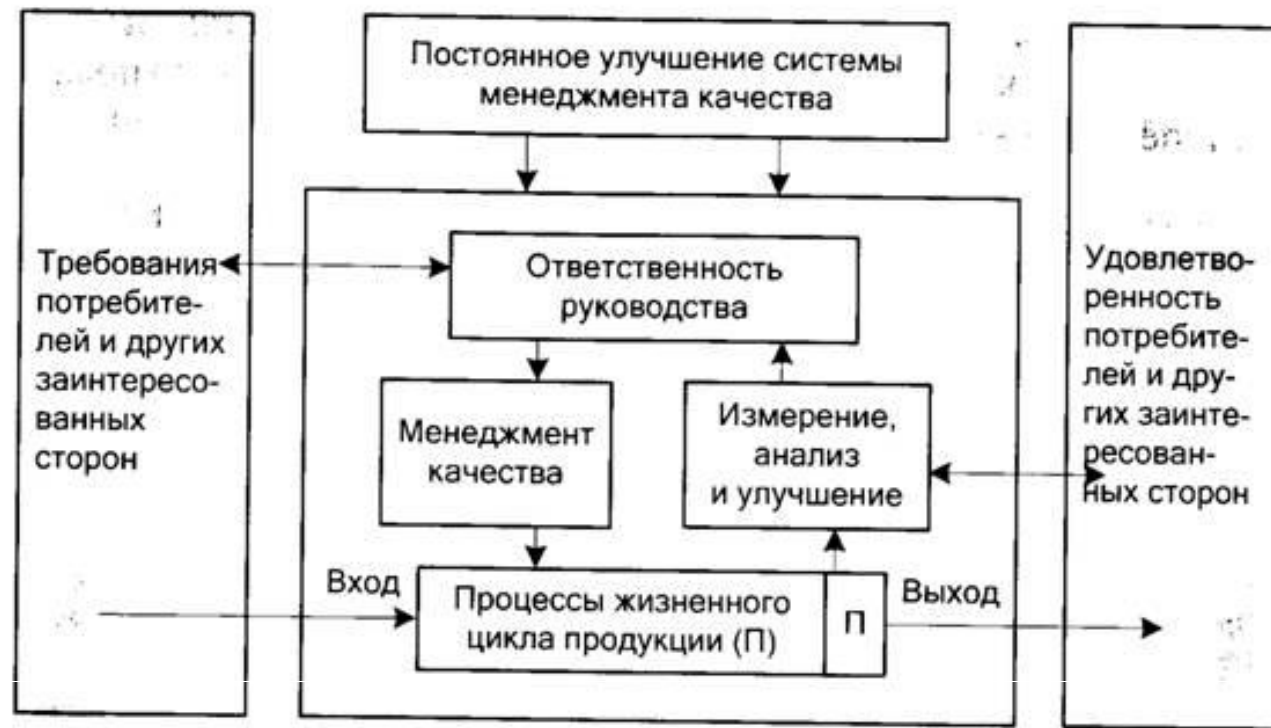 Постоянное улучшение системы
менеджмента качества
Требования
потребите-
лей и других
заинтересо-
ванных
сторон
Ответственность
руководства
Менеджмент
качества
Измерение,
анализ
и улучшение
Вход
Процессы жизненного
цикла продукции (П)
П
Выход
Удовлетво-
ренность
потребите-
лей и дру-
гих заинте-
ресован-
ных сторон